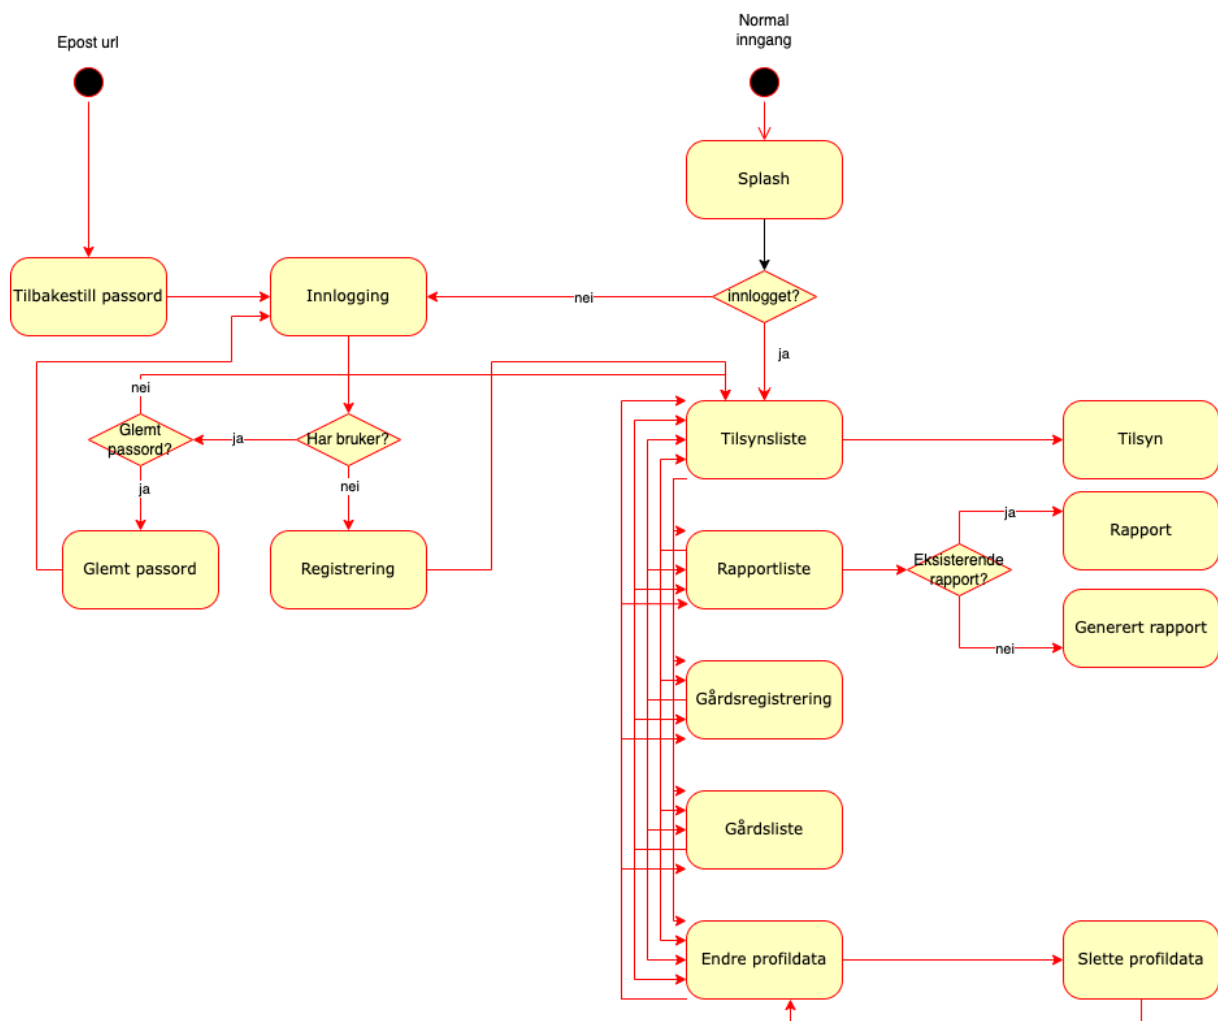 Normal
inngang
Epost url
Splash
Tilbakestill passord
Innlogging
nei
innlogget?
ja
nei
Glemt
passord?
ja
Har bruker?
Tilsynsliste
Tilsyn
ja
nei
Glemt passord
Registrering
Rapportliste
Eksisterende
rapport?
ja
Rapport
nei
Generert rapport
Gårdsregistrering
Gårdsliste
Endre profildata
Slette profildata